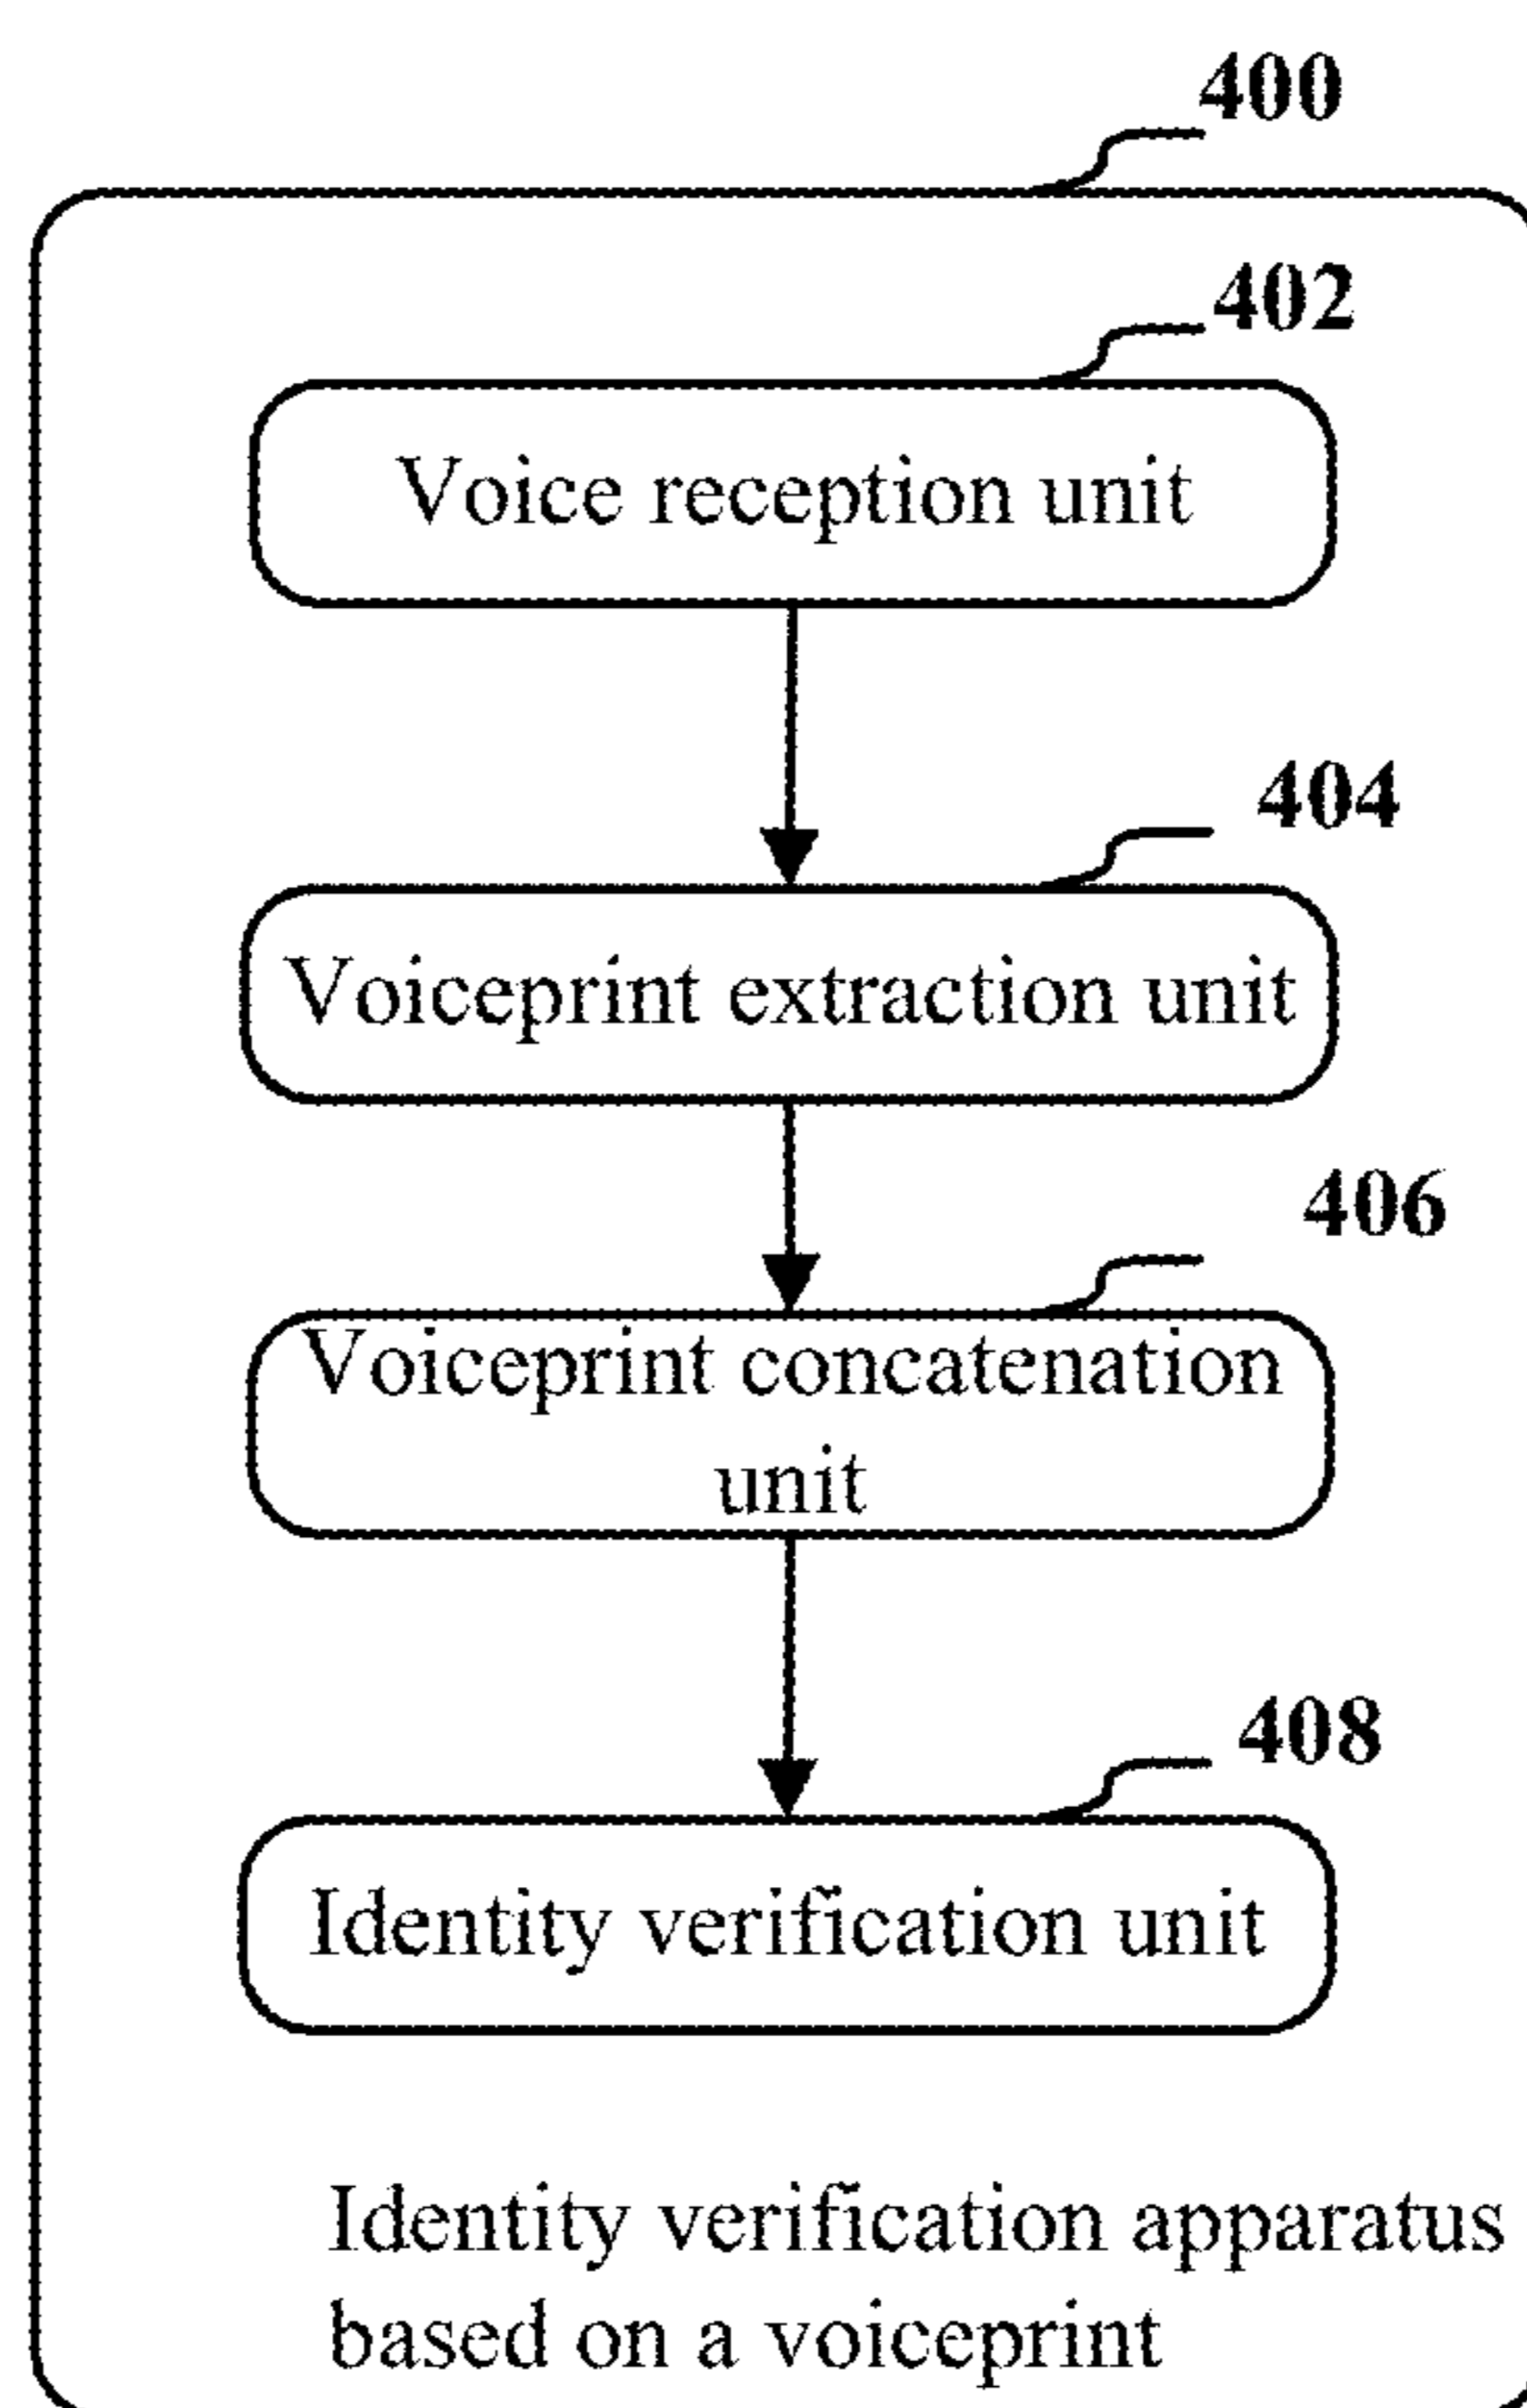 400
402
Voice reception unit
404
Voiceprint extraction unit
406
Voiceprint concatenation
unit
408
Identity verification unit
Identity verification apparatus
based on a voiceprint